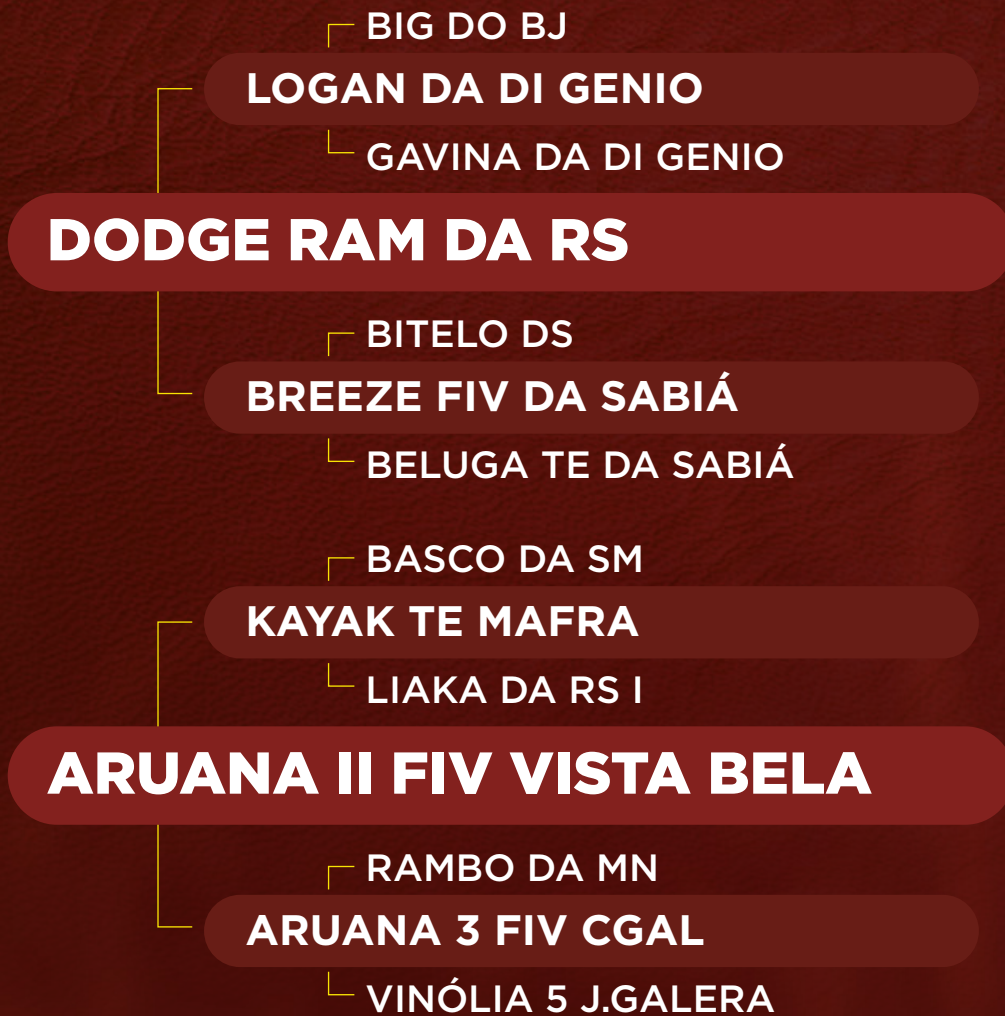 BIG DO BJ
LOGAN DA DI GENIO
GAVINA DA DI GENIO
DODGE RAM DA RS
BITELO DS
BREEZE FIV DA SABIÁ
BELUGA TE DA SABIÁ
BASCO DA SM
KAYAK TE MAFRA
LIAKA DA RS I
ARUANA II FIV VISTA BELA
RAMBO DA MN
ARUANA 3 FIV CGAL
VINÓLIA 5 J.GALERA